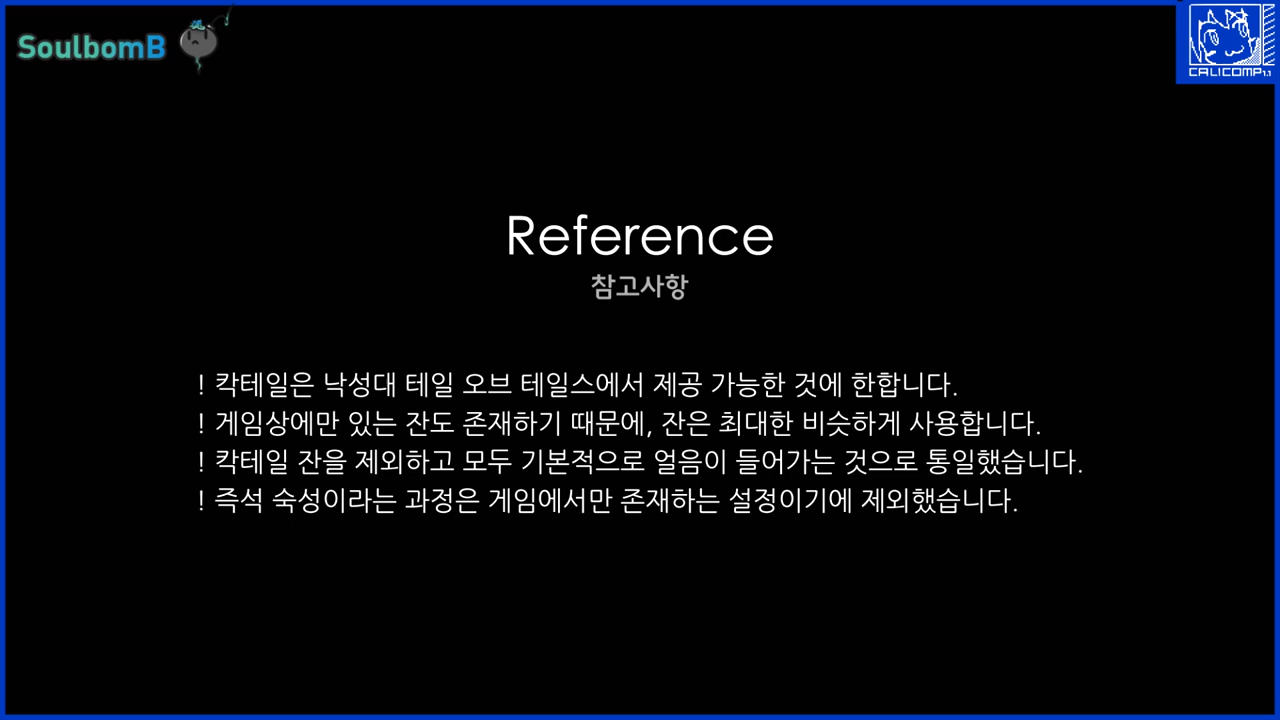 SoulbomB
CALICOMP1.1
Reference
참고사항
! 칵테일은 낙성대 테일 오브 테일스에서 제공 가능한 것에 한합니다.
! 게임상에만 있는 잔도 존재하기 때문에, 잔은 최대한 비슷하게 사용합니다.
! 칵테일 잔을 제외하고 모두 기본적으로 얼음이 들어가는 것으로 통일했습니다.
! 즉석 숙성이라는 과정은 게임에서만 존재하는 설정이기에 제외했습니다.